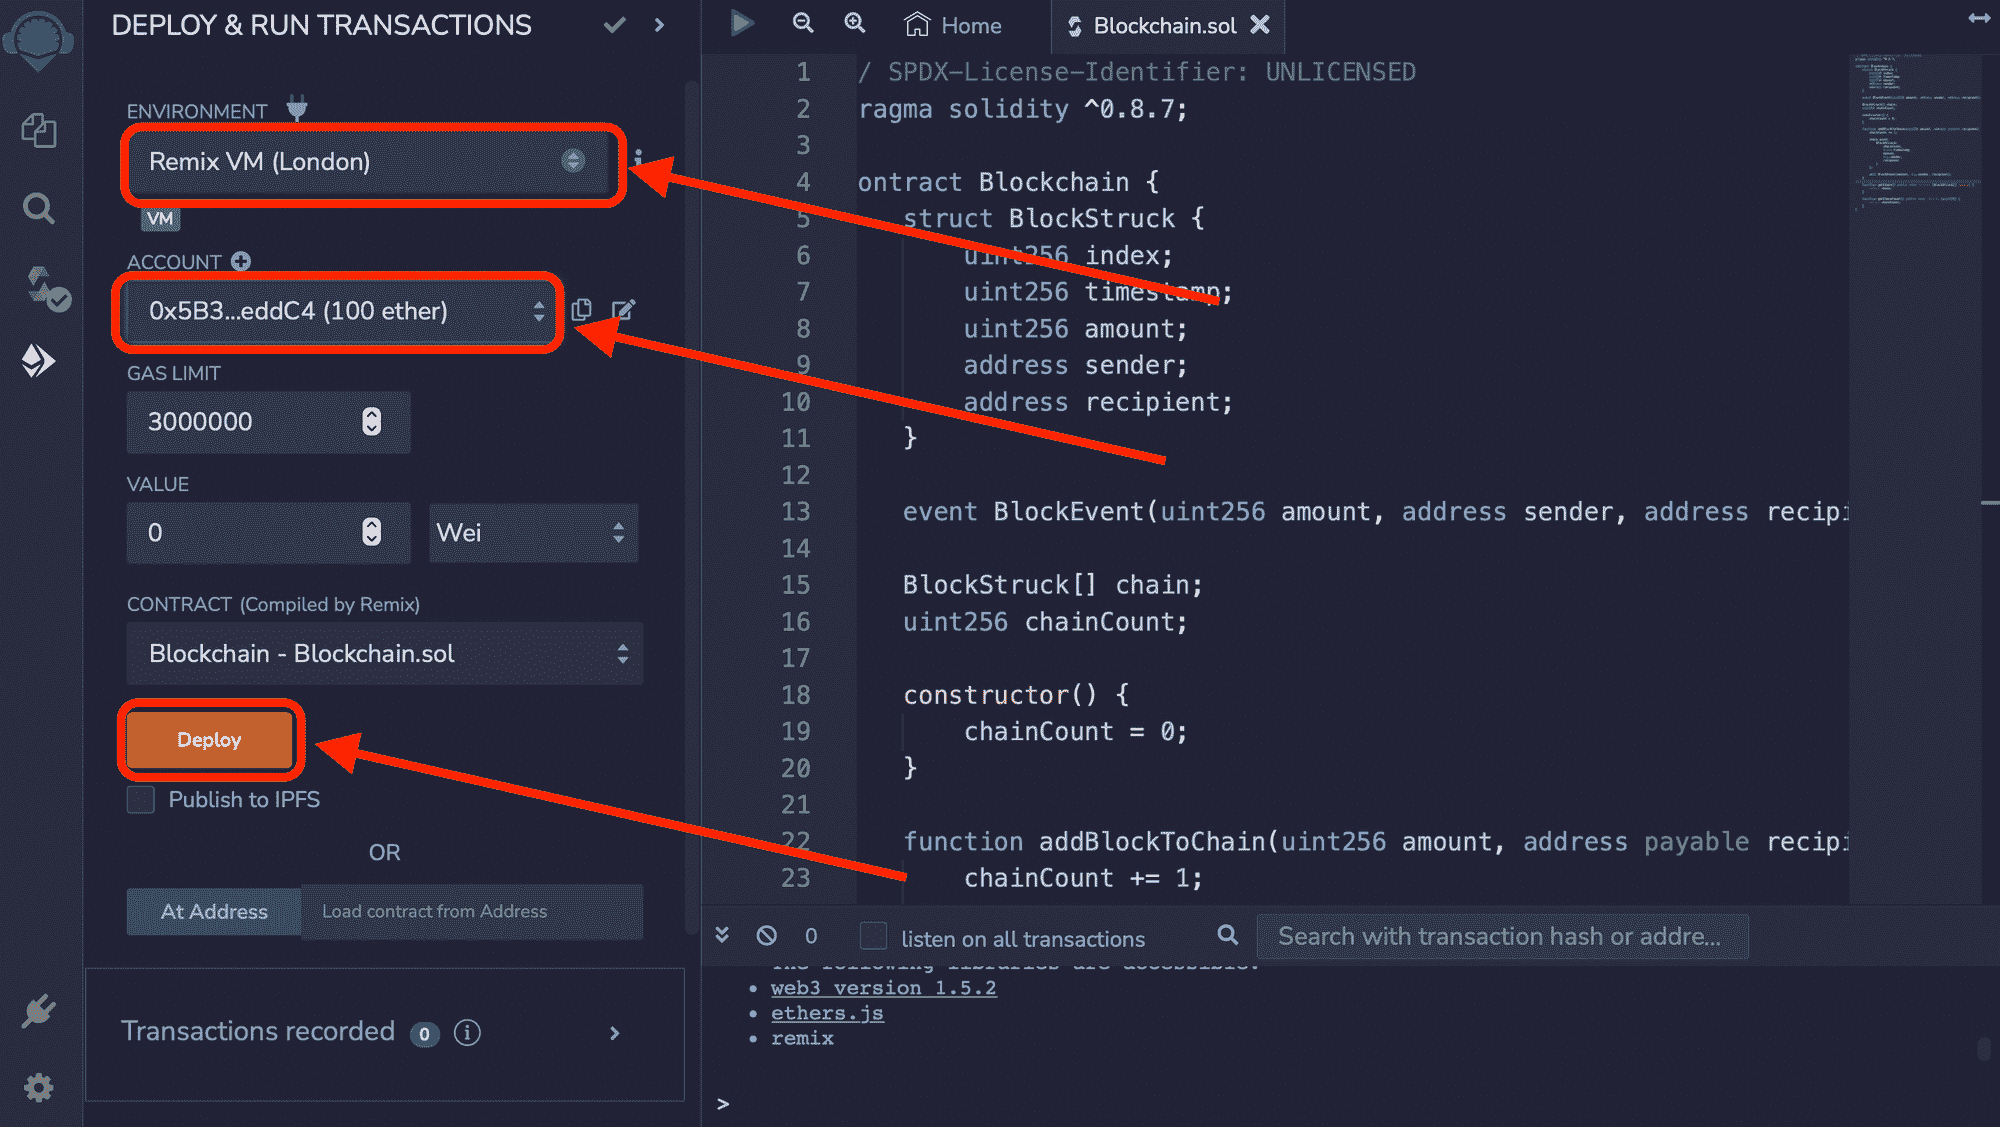 DEPLOY & RUN TRANSACTIONS
ENVIRONMENT
Remix VM (London)
VM
ACCOUNT
0x5B3...eddC4 (100 ether)
GAS LIMIT
3000000
VALUE
0
Wei
CONTRACT (Compiled by Remix)
Blockchain - Blockchain.sol
Deploy
Publish to IPFS
OR
At Address
Load contract from Address
Transactions recorded 0 i
Home
Blockchain.sol
1 / SPDX-License-Identifier: UNLICENSED
2 ragma solidity ^0.8.7;
3
4 ontract Blockchain {
5 struct BlockStruck {
6 uint256 index;
7 uint256 timestamp;
8 uint256 amount;
9 address sender;
10 address recipient;
11 }
12
13 event BlockEvent(uint256 amount, address sender, address recipi
14
15 BlockStruck[] chain;
16 uint256 chainCount;
17
18 constructor() {
19 chainCount = 0;
20 }
21
22 function addBlockToChain(uint256 amount, address payable recipi
23 chainCount += 1;
0
listen on all transactions
Search with transaction hash or addre...
The following libraries are accessible:
• web3 version 1.5.2
• ethers.js
• remix
>